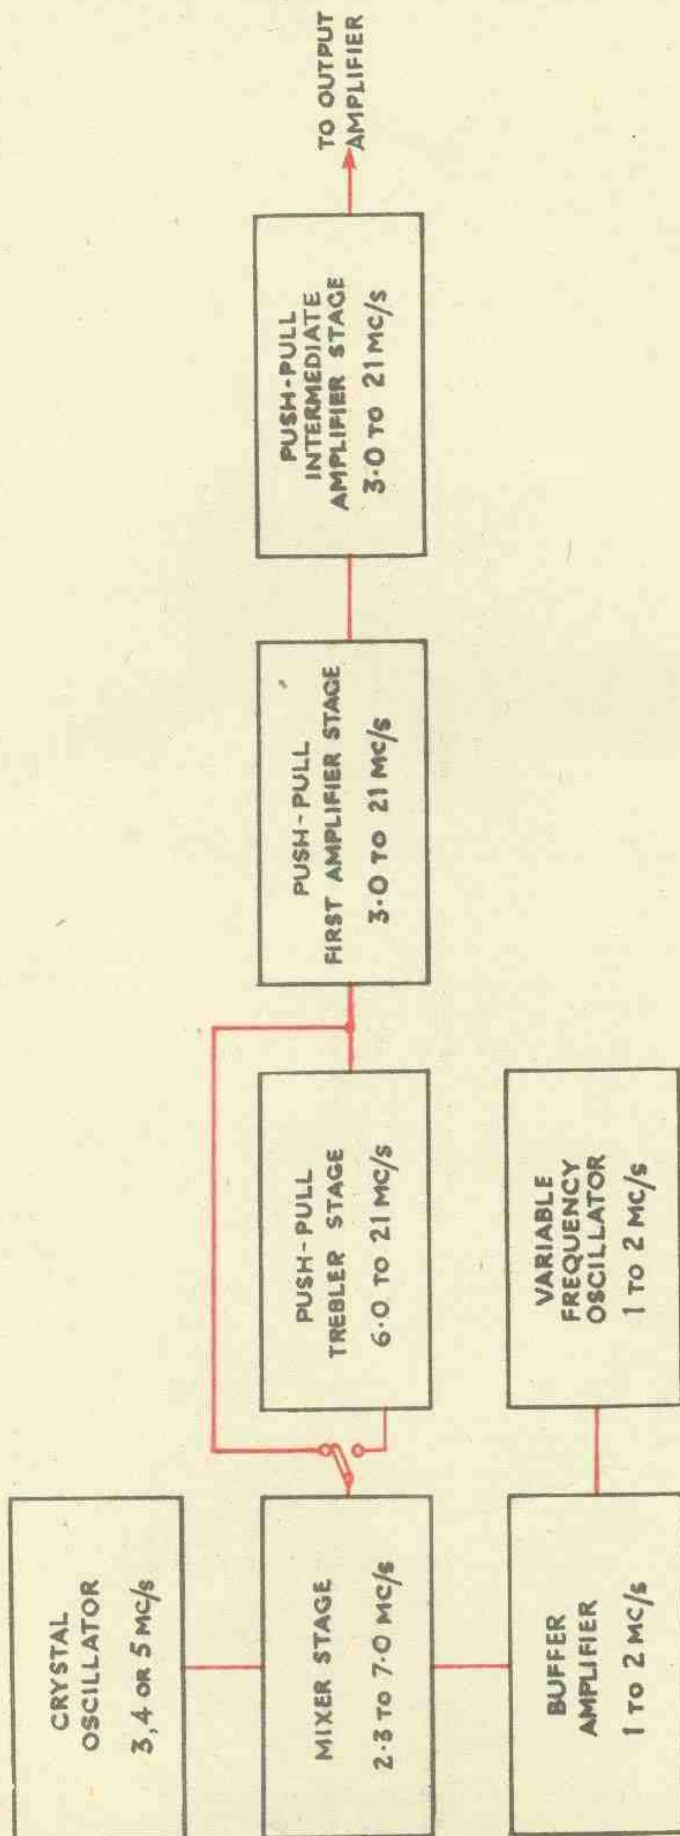 CRYSTAL
OSCILLATOR
3, 4 OR 5 MC/S
MIXER STAGE
2·3 TO 7·0 MC/S
BUFFER
AMPLIFIER
1 TO 2 MC/S
PUSH-PULL
TREBLER STAGE
6·0 TO 21 MC/S
VARIABLE
FREQUENCY
OSCILLATOR
1 TO 2 MC/S
PUSH-PULL
FIRST AMPLIFIER STAGE
3·0 TO 21 MC/S
PUSH-PULL
INTERMEDIATE
AMPLIFIER STAGE
3·0 TO 21 MC/S
TO OUTPUT
AMPLIFIER